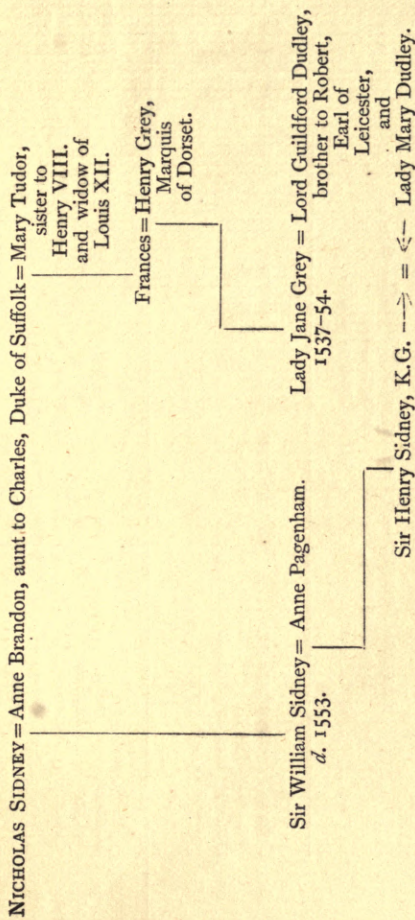 NICHOLAS SIDNEY = Anne Brandon, aunt to Charles, Duke of Suffolk = Mary Tudor,
sister to
Henry VIII.
and widow of
Louis XII.
Frances = Henry Grey,
Marquis
of Dorset.
Sir William Sidney = Anne Pagenham.
d. 1553.
Lady Jane Grey = Lord Guildford Dudley,
1537-54.
brother to Robert,
Earl of
Leicester,
and
Sir Henry Sidney, K.G. = Lady Mary Dudley.